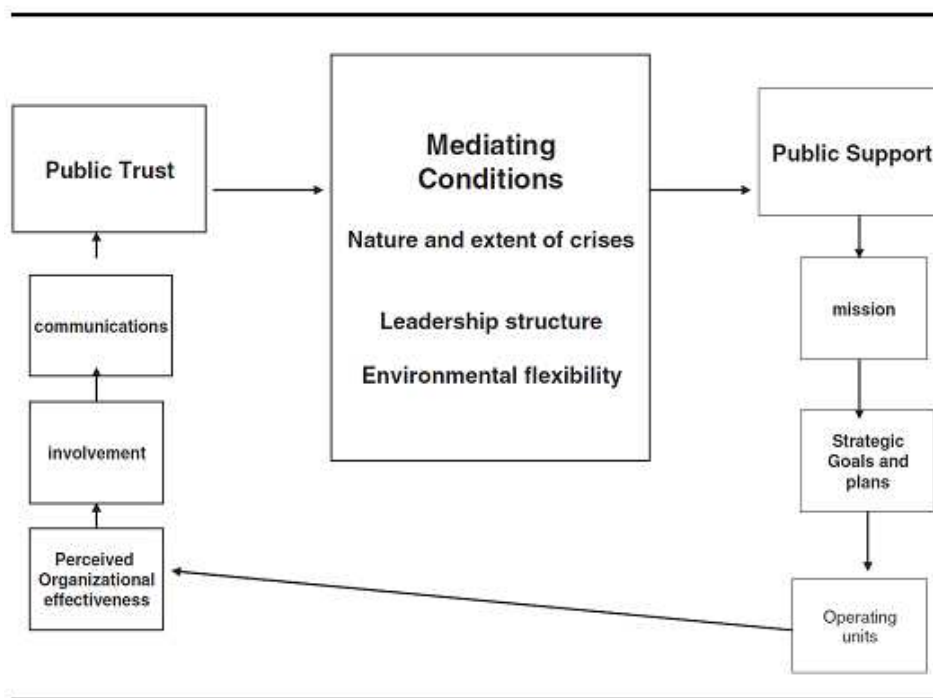 Public Trust
Mediating
Conditions
Nature and extent of crises
Leadership structure
Environmental flexibility
Public Support
communications
involvement
Perceived
Organizational
effectiveness
mission
Strategic
Goals and
plans
Operating
units